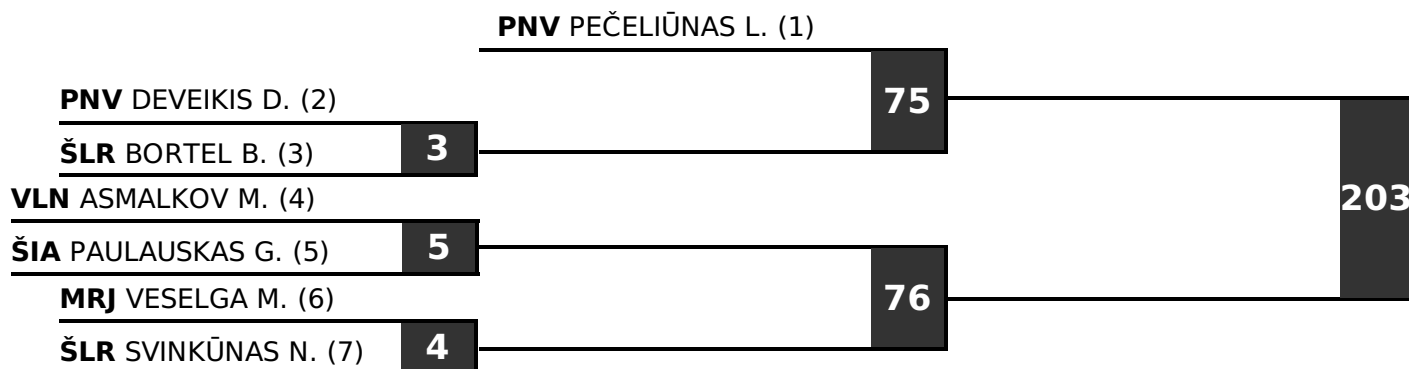 PNV PEČELIŪNAS L. (1)
75
PNV DEVEIKIS D. (2)
3
ŠLR BORTEL B. (3)
VLN ASMALKOV M. (4)
203
5
ŠIA PAULAUSKAS G. (5)
MRJ VESELGA M. (6)
76
4
ŠLR SVINKŪNAS N. (7)